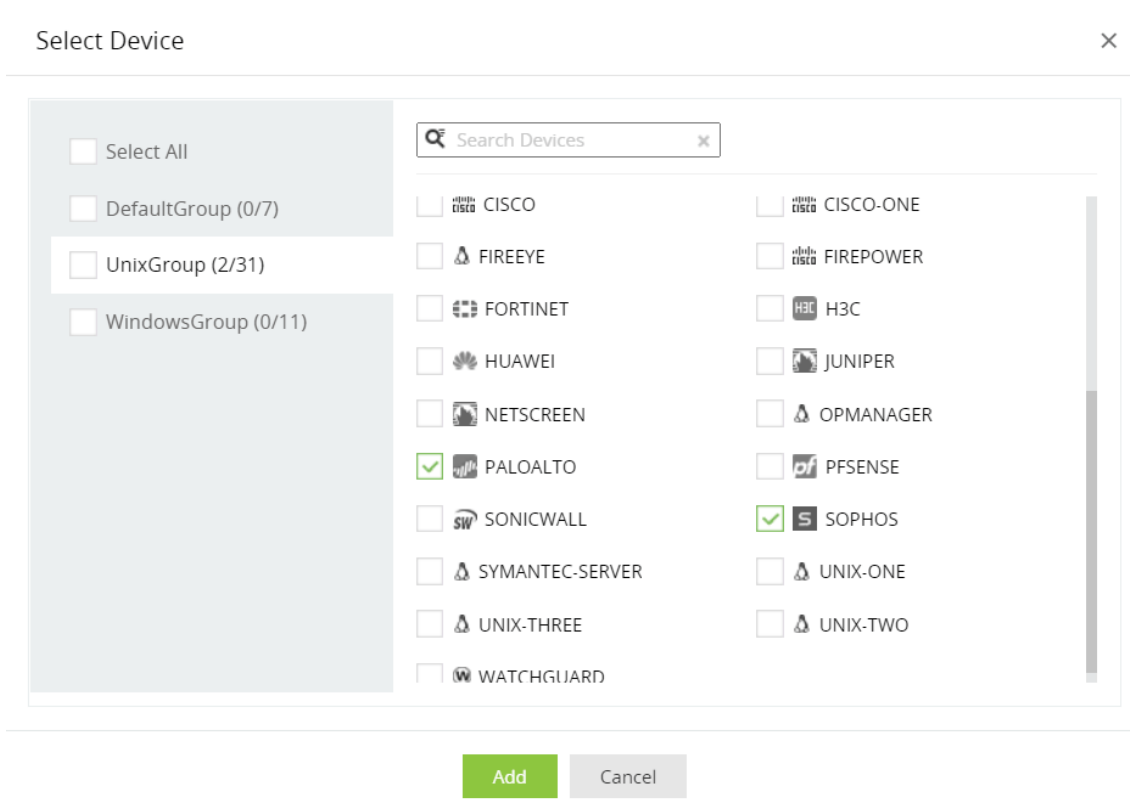 Select Device
Select All
DefaultGroup (0/7)
UnixGroup (2/31)
WindowsGroup (0/11)
Search Devices
CISCO CISCO-ONE
FIREEYE FIREPOWER
FORTINET H3C
HUAWEI JUNIPER
NETSCREEN OPMANAGER
PALOALTO PFSENSE
SONICWALL SOPHOS
SYMANTEC-SERVER UNIX-ONE
UNIX-THREE UNIX-TWO
WATCHGUARD
Add Cancel